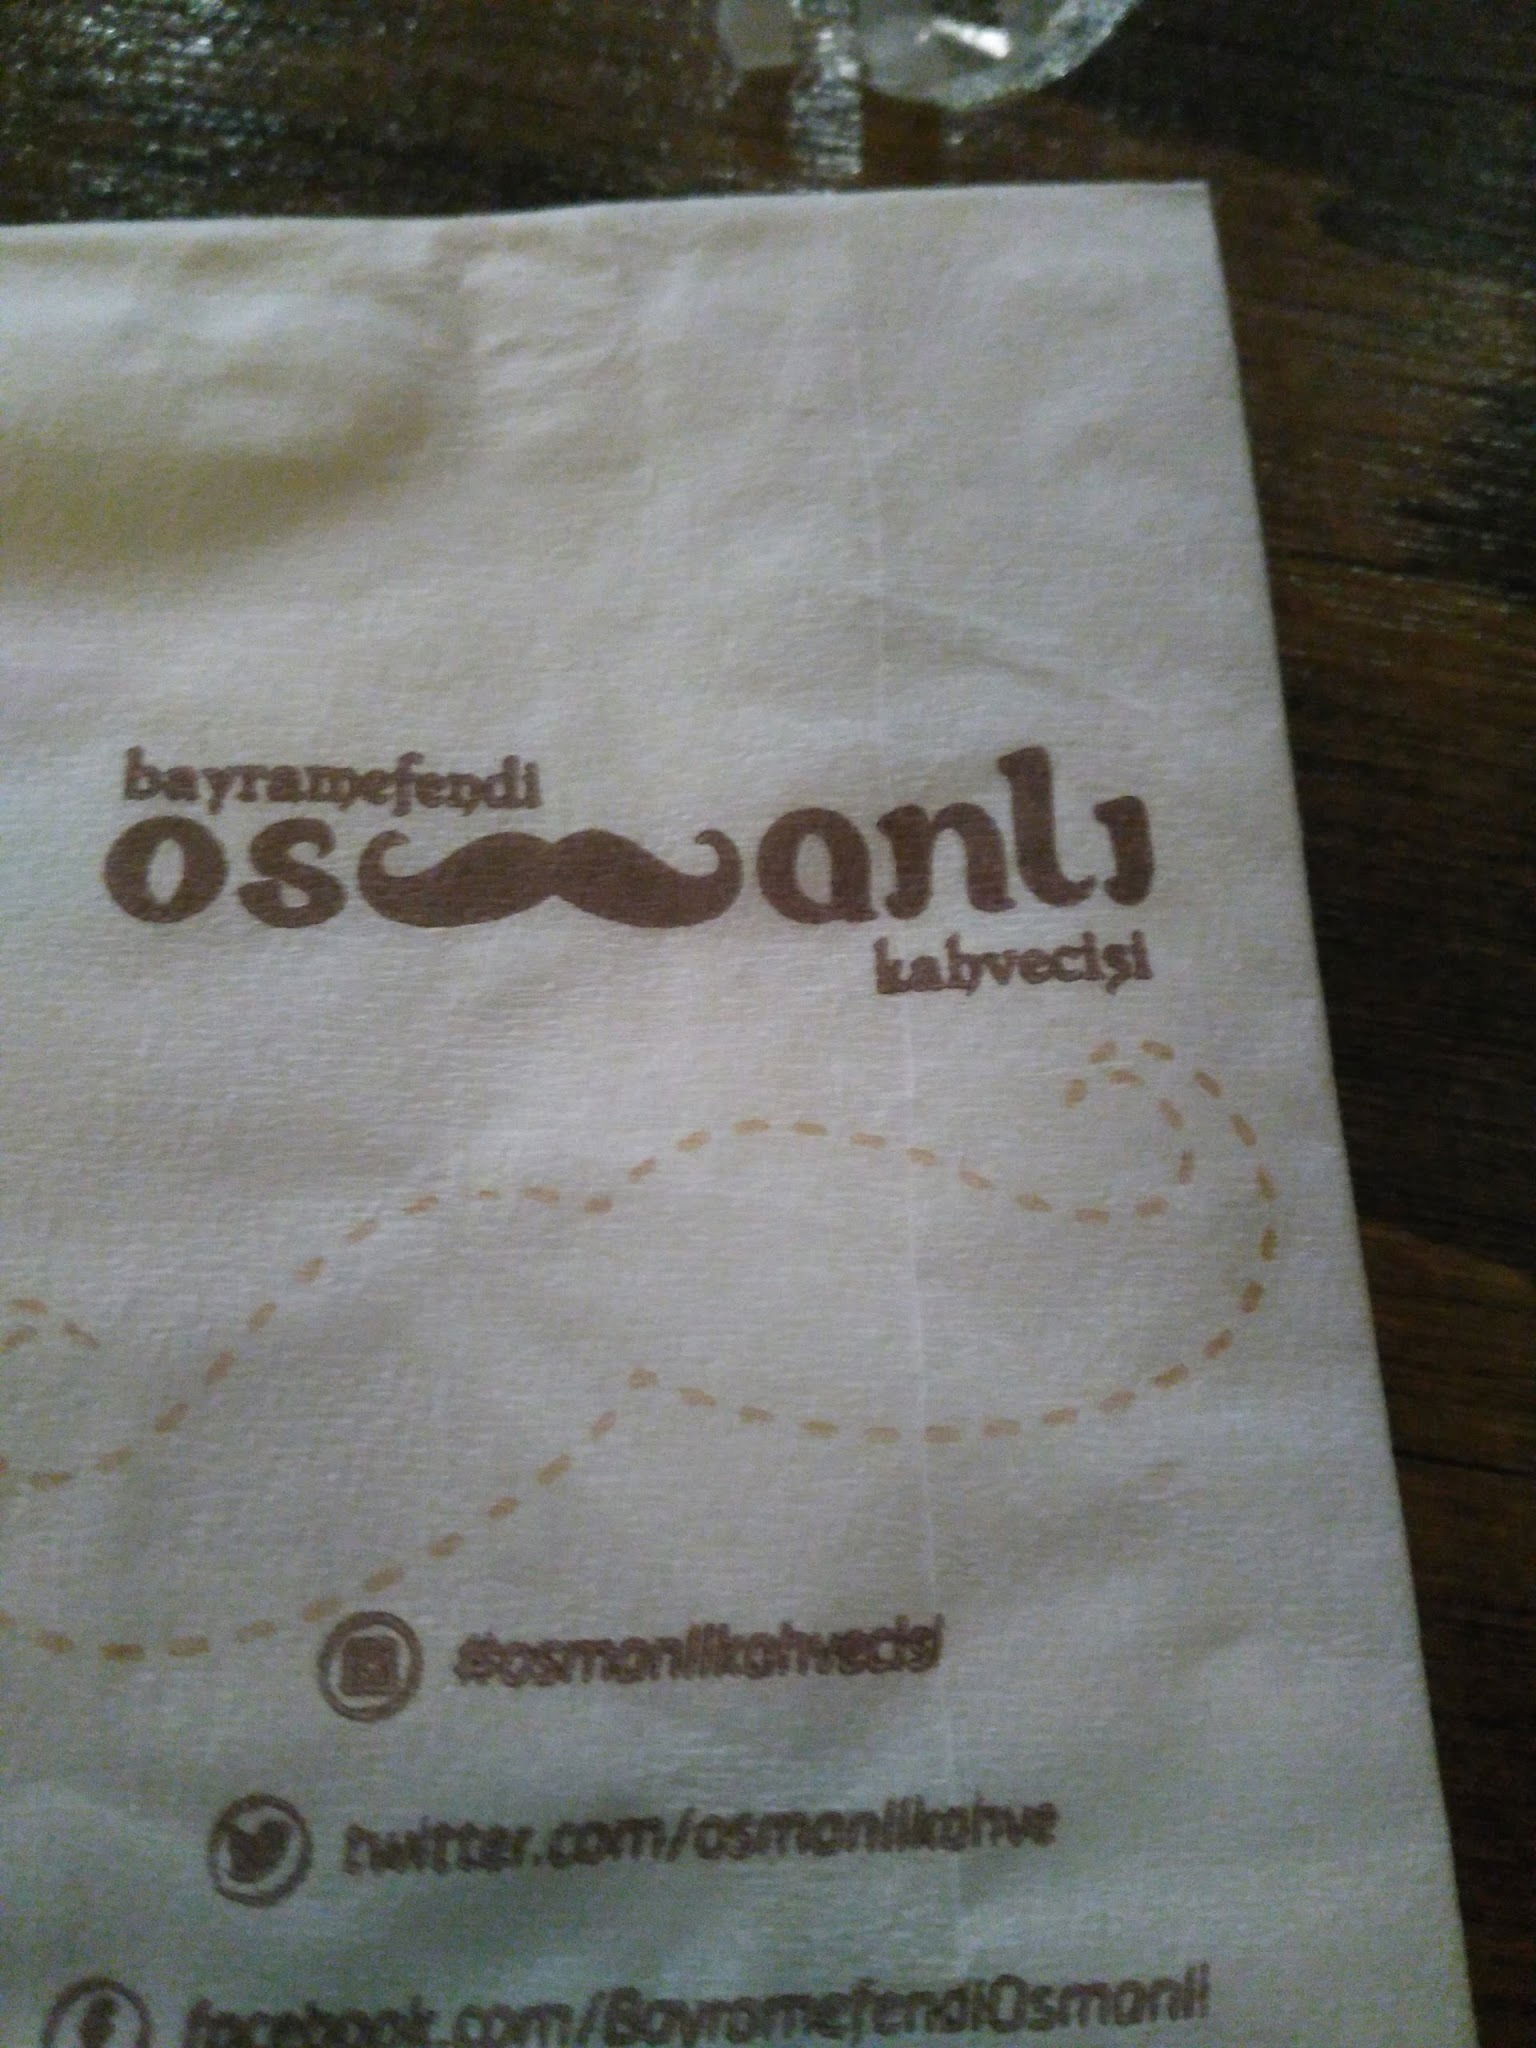 bayramefendi
osmanlı
kahvecisi
#osmanlikahvecisi
twitter.com/osmanlikahve
facebook.com/BayramefendiOsmanli